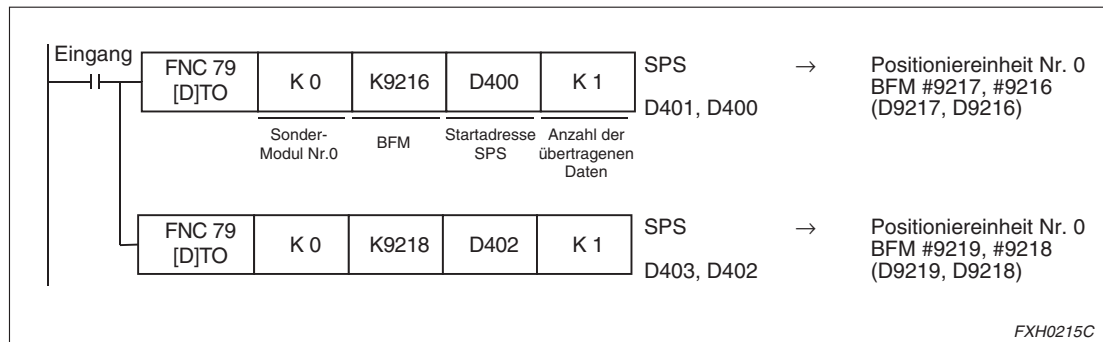 Eingang
FNC 79
[D]TO
K 0
K9216
D400
K 1
SPS
D401, D400
→
Positioniereinheit Nr. 0
BFM #9217, #9216
(D9217, D9216)
Sonder-
Modul Nr.0
BFM
Startadresse
SPS
Anzahl der
übertragenen
Daten
FNC 79
[D]TO
K 0
K9218
D402
K 1
SPS
D403, D402
→
Positioniereinheit Nr. 0
BFM #9219, #9218
(D9219, D9218)
FXH0215C